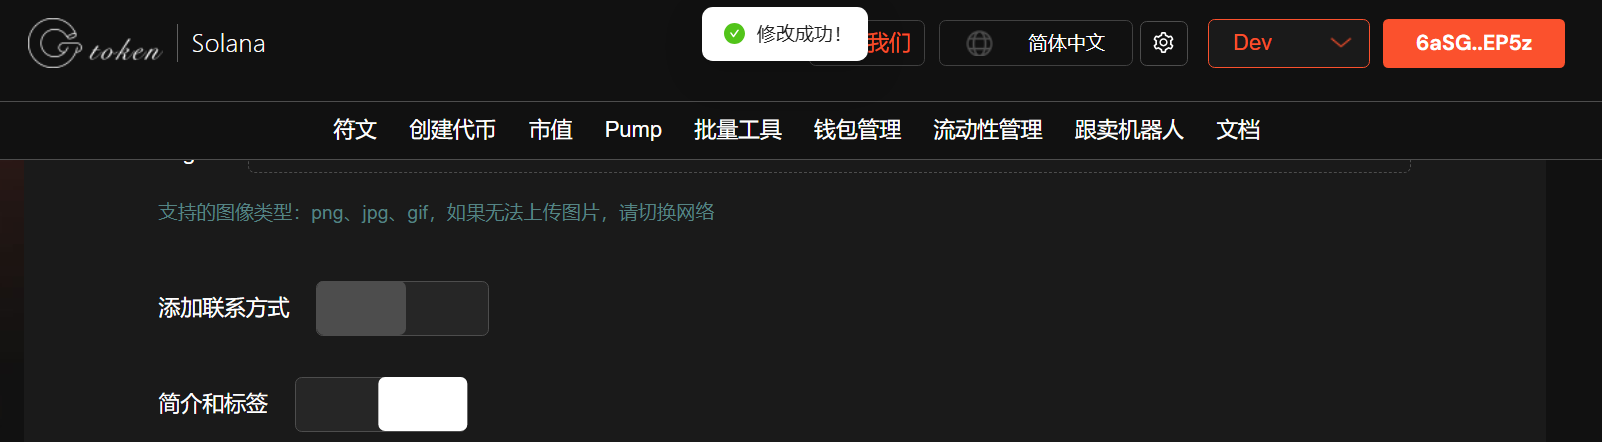 Gtoken Solana
修改成功！
我们
简体中文
Dev
6aSG..EP5z
符文 创建代币 市值 Pump 批量工具 钱包管理 流动性管理 跟卖机器人 文档
支持的图像类型：png、jpg、gif，如果无法上传图片，请切换网络
添加联系方式
简介和标签